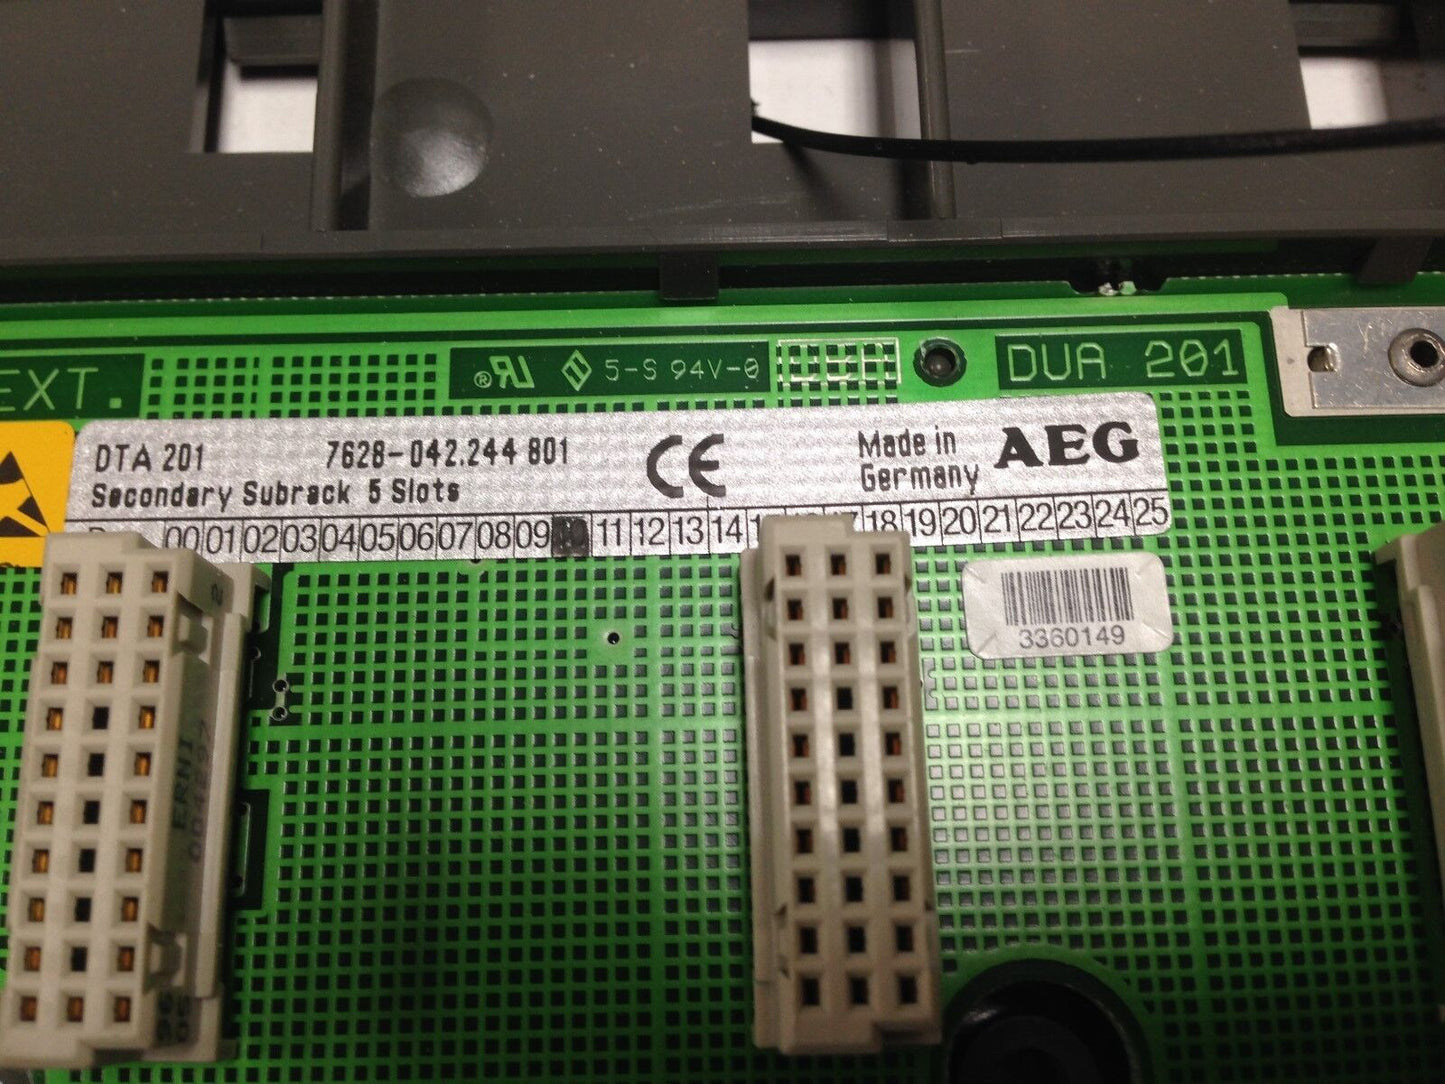 EXT.
® 5-S 94V-0
DUA 201
DTA 201 7628-042.244 801
Secondary Subrack 5 Slots
CE
Made in
Germany
AEG
00 01 02 03 04 05 06 07 08 09 10 11 12 13 14 18 19 20 21 22 23 24 25
3360149
ERNI